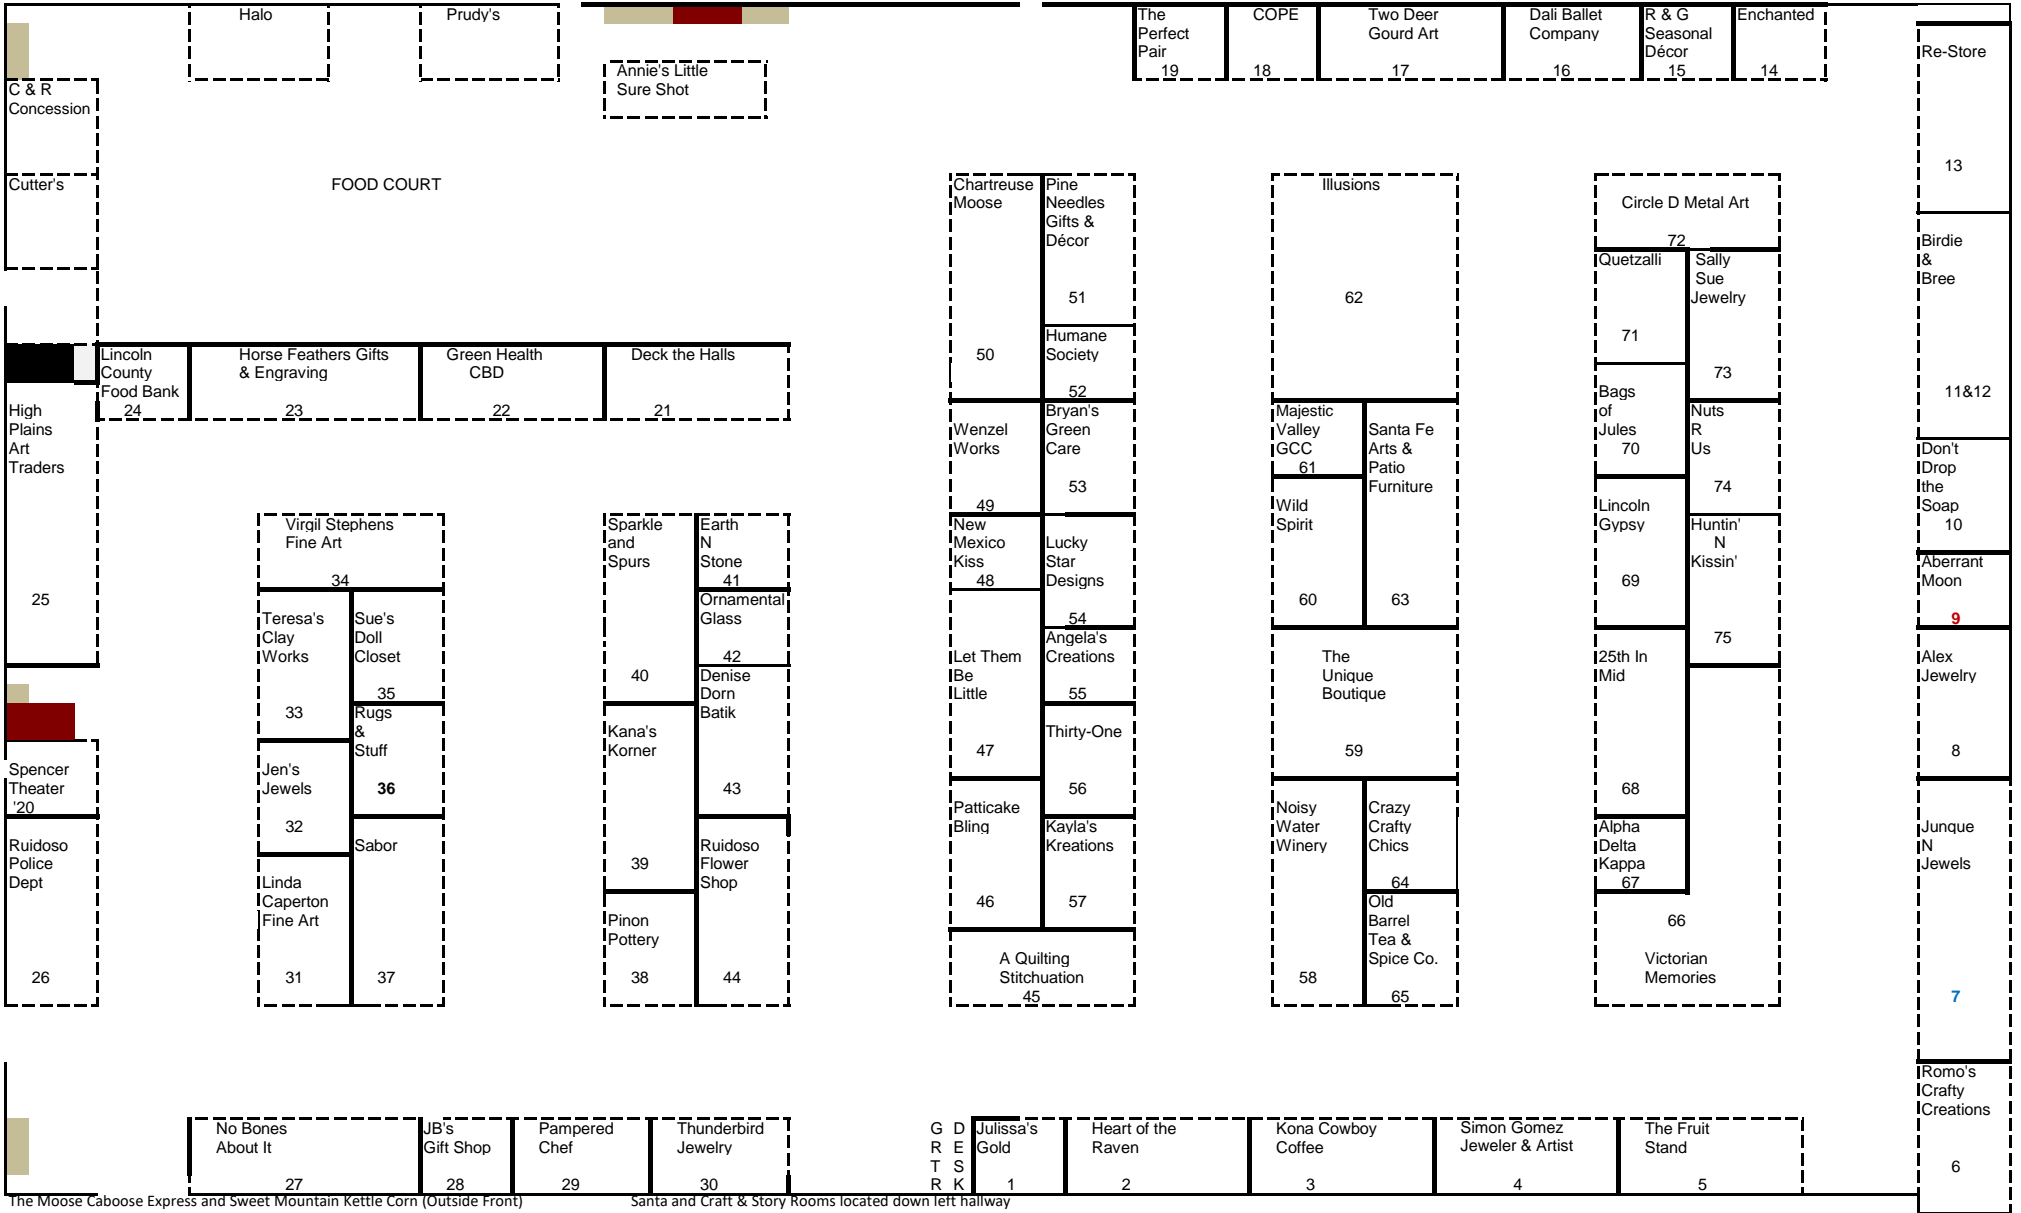 Halo
Prudy's
Annie's Little
Sure Shot
The
Perfect
Pair
19
COPE
18
Two Deer
Gourd Art
17
Dali Ballet
Company
16
R & G
Seasonal
Décor
15
Enchanted
14
Re-Store
13
C & R
Concession
Cutter's
FOOD COURT
Lincoln
County
Food Bank
24
Horse Feathers Gifts
& Engraving
23
Green Health
CBD
22
Deck the Halls
21
High
Plains
Art
Traders
25
Spencer
Theater
'20
Ruidoso
Police
Dept
26
Virgil Stephens
Fine Art
34
Teresa's
Clay
Works
33
Sue's
Doll
Closet
35
Rugs
&
Stuff
36
Jen's
Jewels
32
Sabor
37
Linda
Caperton
Fine Art
31
Sparkle
and
Spurs
40
Earth
N
Stone
41
Ornamental
Glass
42
Denise
Dorn
Batik
43
Kana's
Korner
39
Ruidoso
Flower
Shop
44
Pinon
Pottery
38
Chartreuse
Moose
50
Pine
Needles
Gifts &
Décor
51
Humane
Society
52
Wenzel
Works
49
Bryan's
Green
Care
53
New
Mexico
Kiss
48
Lucky
Star
Designs
54
Let Them
Be
Little
47
Angela's
Creations
55
Thirty-One
56
Patticake
Bling
46
Kayla's
Kreations
57
A Quilting
Stitchuation
45
Illusions
62
Majestic
Valley
GCC
61
Santa Fe
Arts &
Patio
Furniture
63
Wild
Spirit
60
The
Unique
Boutique
59
Noisy
Water
Winery
58
Crazy
Crafty
Chics
64
Old
Barrel
Tea &
Spice Co.
65
Circle D Metal Art
72
Quetzalli
71
Sally
Sue
Jewelry
73
Bags
of
Jules
70
Nuts
R
Us
74
Lincoln
Gypsy
69
Huntin'
N
Kissin'
75
25th In
Mid
68
Alpha
Delta
Kappa
67
66
Victorian
Memories
Birdie
&
Bree
11&12
Don't
Drop
the
Soap
10
Aberrant
Moon
9
Alex
Jewelry
8
Junque
N
Jewels
7
Romo's
Crafty
Creations
6
No Bones
About It
27
JB's
Gift Shop
28
Pampered
Chef
29
Thunderbird
Jewelry
30
GRTR
DESK
Julissa's
Gold
1
Heart of the
Raven
2
Kona Cowboy
Coffee
3
Simon Gomez
Jeweler & Artist
4
The Fruit
Stand
5
The Moose Caboose Express and Sweet Mountain Kettle Corn (Outside Front)
Santa and Craft & Story Rooms located down left hallway